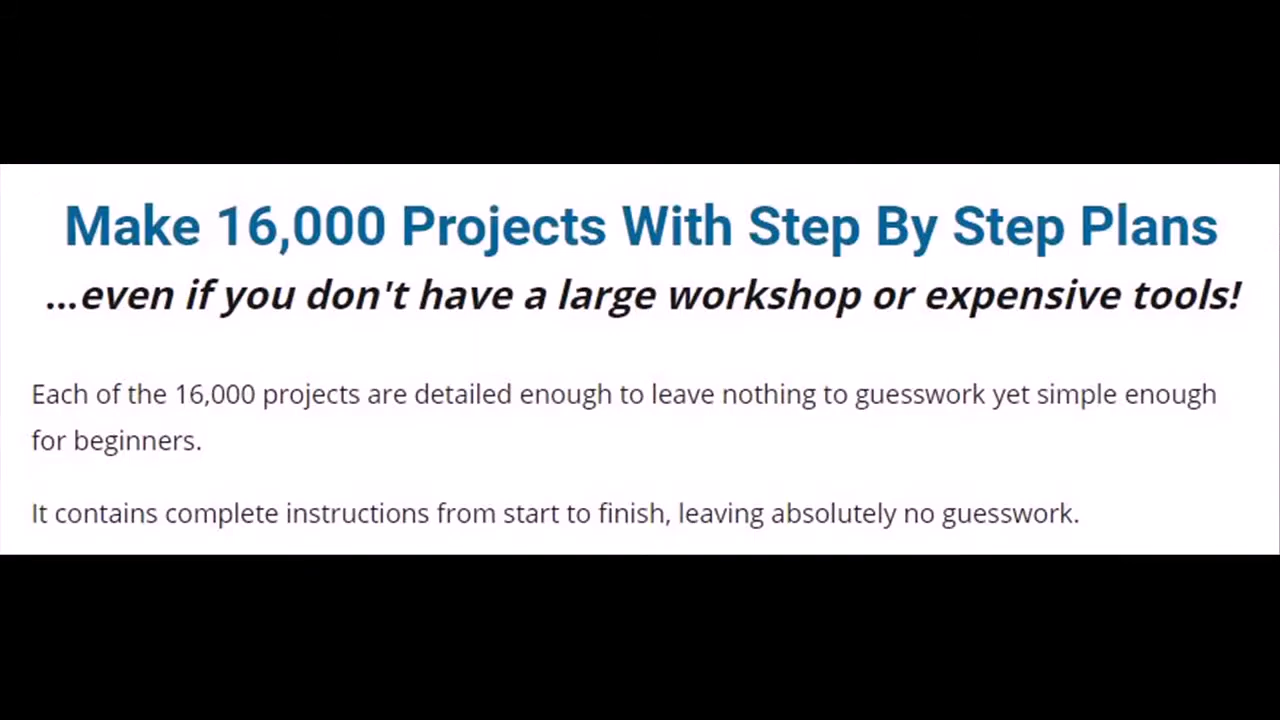 Make 16,000 Projects With Step By Step Plans
...even if you don't have a large workshop or expensive tools!
Each of the 16,000 projects are detailed enough to leave nothing to guesswork yet simple enough
for beginners.
It contains complete instructions from start to finish, leaving absolutely no guesswork.